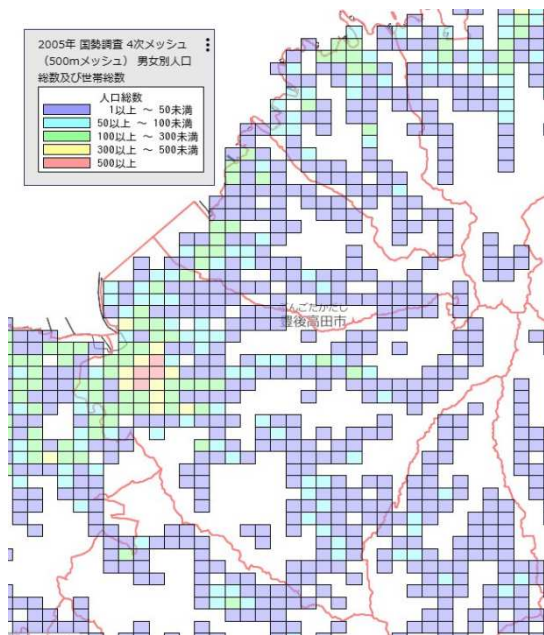 2005年 国勢調査 4次メッシュ
（500mメッシュ） 男女別人口
総数及び世帯総数
人口総数
1以上 ～ 50未満
50以上 ～ 100未満
100以上 ～ 300未満
300以上 ～ 500未満
500以上
ぶんごたかだし
豊後高田市